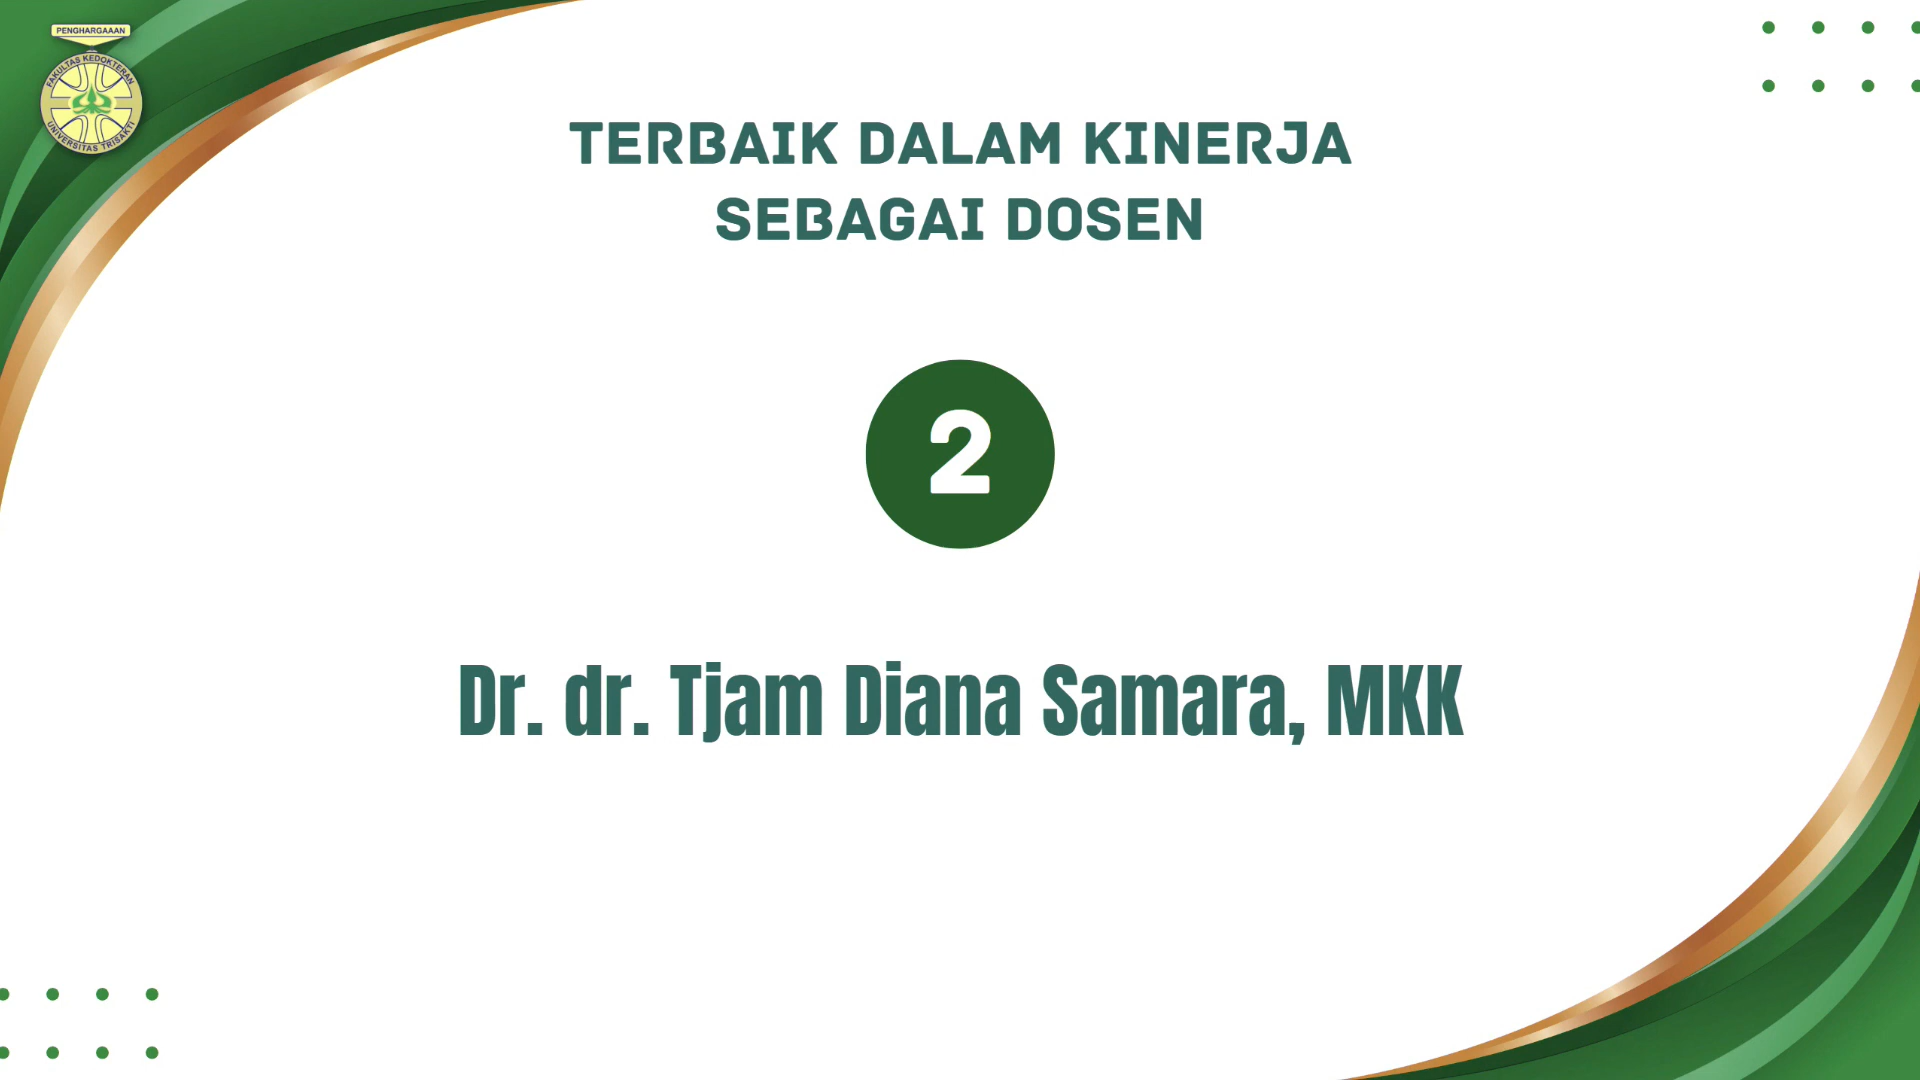 PENGHARGAAAN
FAKULTAS KEDOKTERAN
UNIVERSITAS TRISAKTI
TERBAIK DALAM KINERJA
SEBAGAI DOSEN
2
Dr. dr. Tjam Diana Samara, MKK